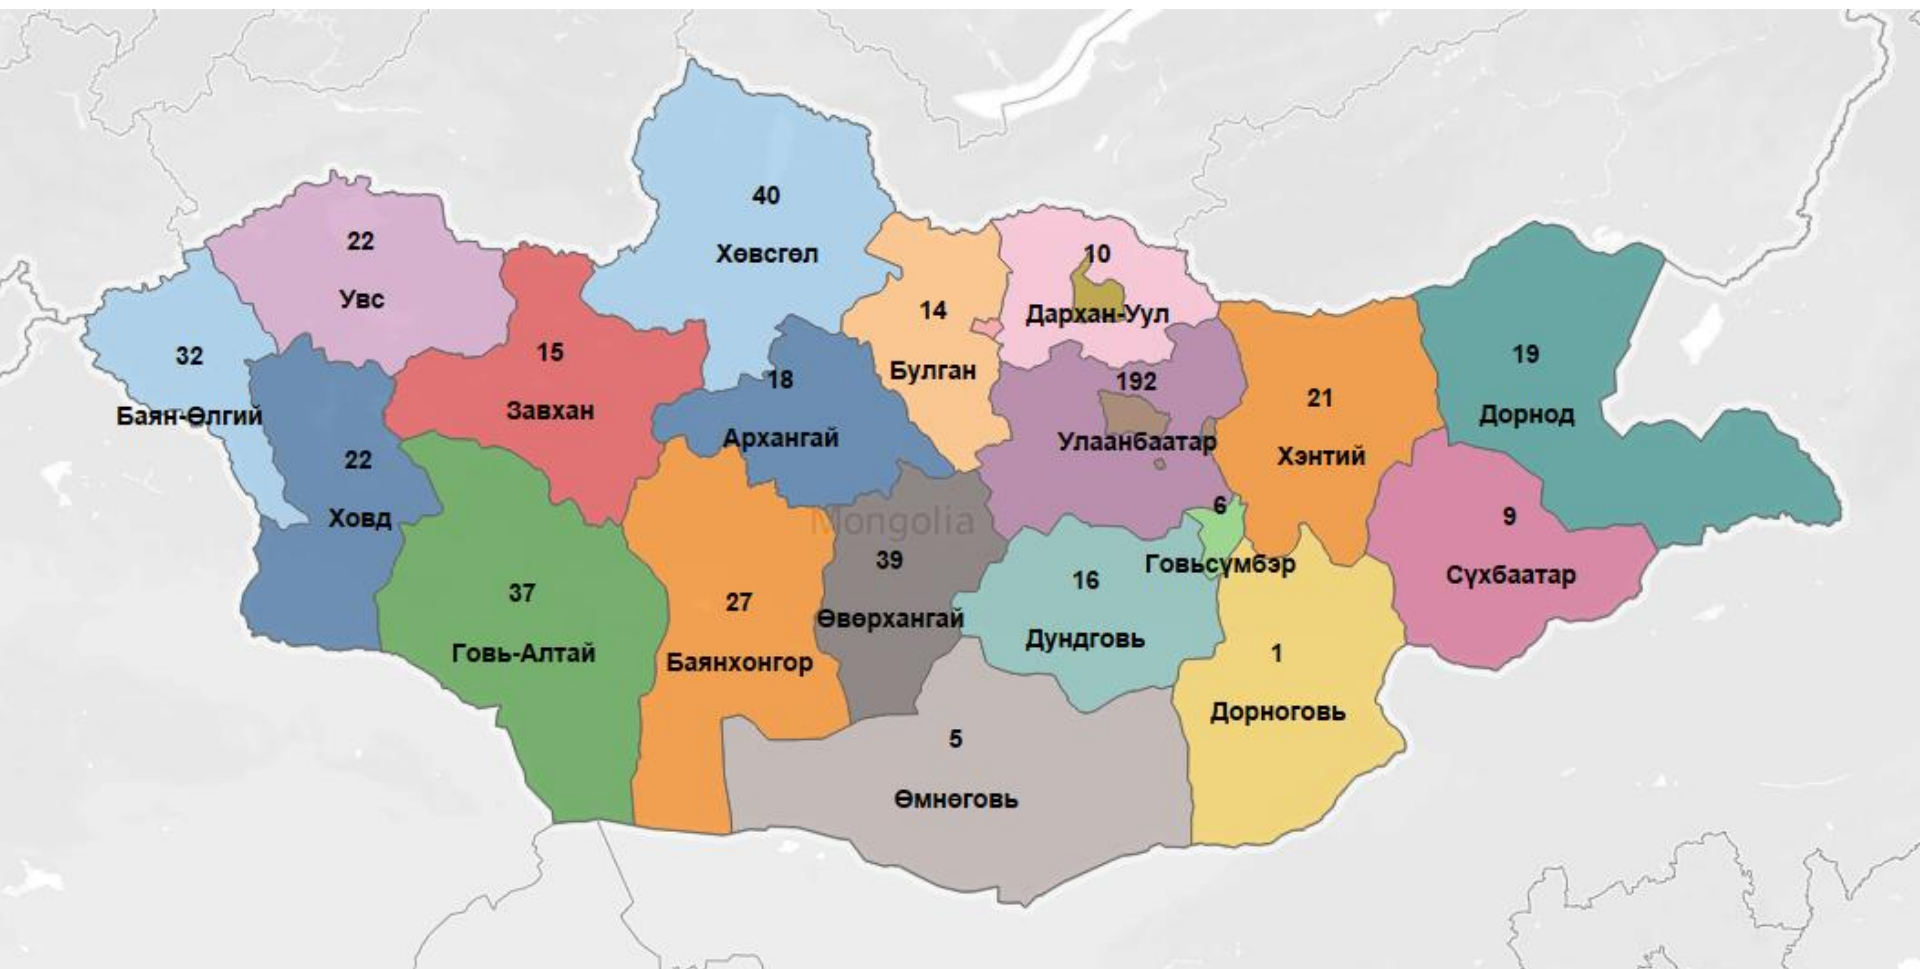 40
Хөвсгөл
22
Увс
10
Дархан-Уул
14
Булган
15
Завхан
32
Баян-Өлгий
19
Дорнод
18
Архангай
192
Улаанбаатар
21
Хэнтий
22
Ховд
6
Говьсүмбэр
9
Сүхбаатар
Mongolia
39
Өвөрхангай
16
Дундговь
37
Говь-Алтай
27
Баянхонгор
1
Дорноговь
5
Өмнөговь